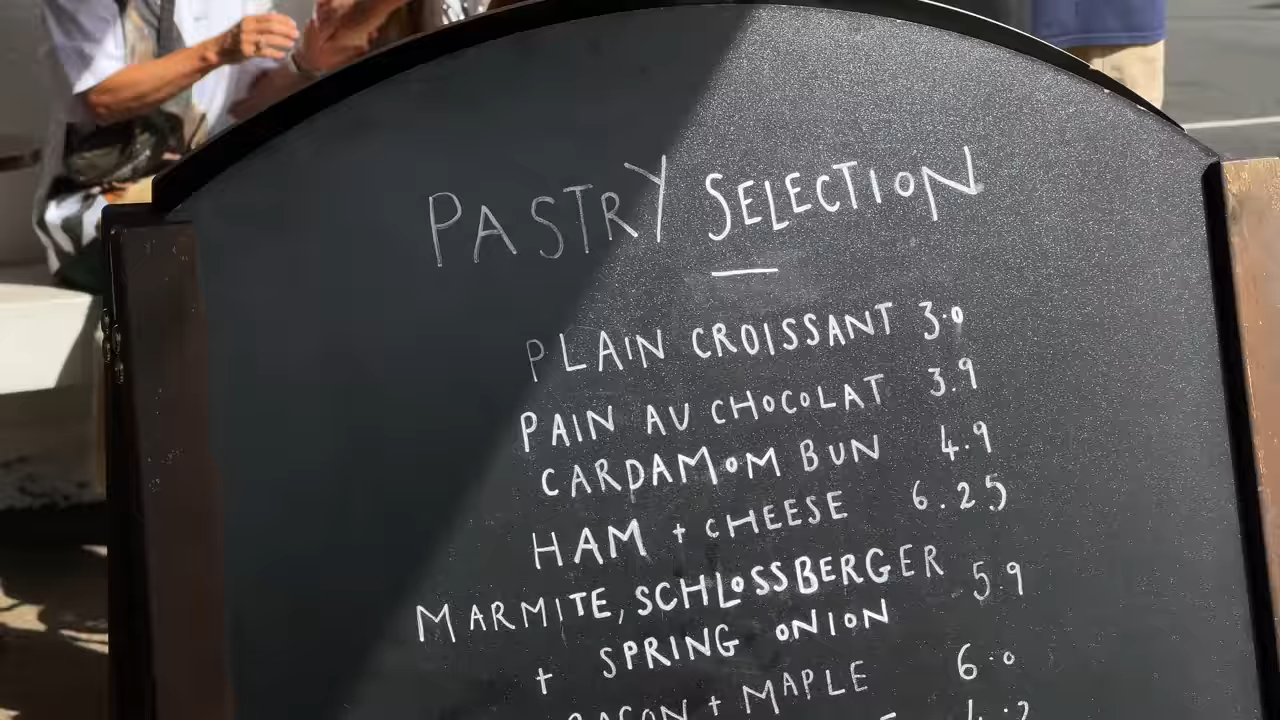 PASTRY SELECTION
PLAIN CROISSANT 3.0
PAIN AU CHOCOLAT 3.9
CARDAMOM BUN 4.9
HAM + CHEESE 6.25
MARMITE, SCHLOSSBERGER 5.9
+ SPRING ONION
BACON + MAPLE 6.0